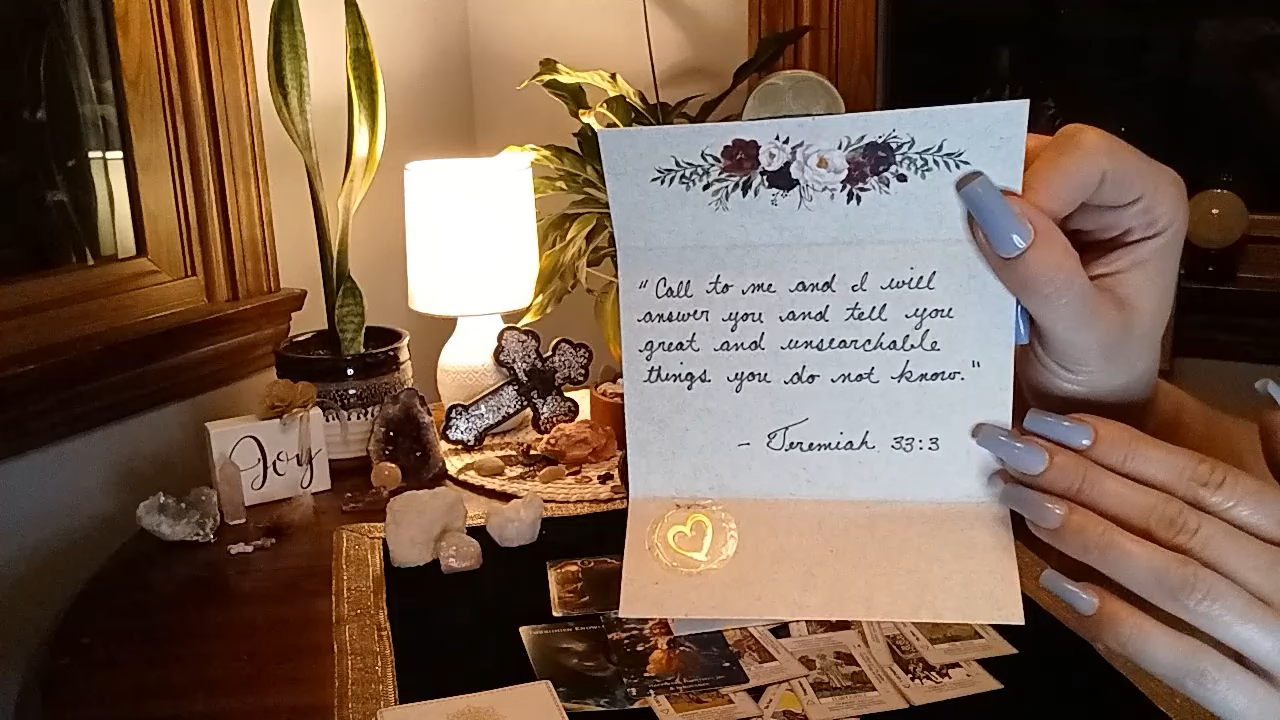 "Call to me and I will
answer you and tell you
great and unsearchable
things you do not know."
- Jeremiah 33:3
Joy